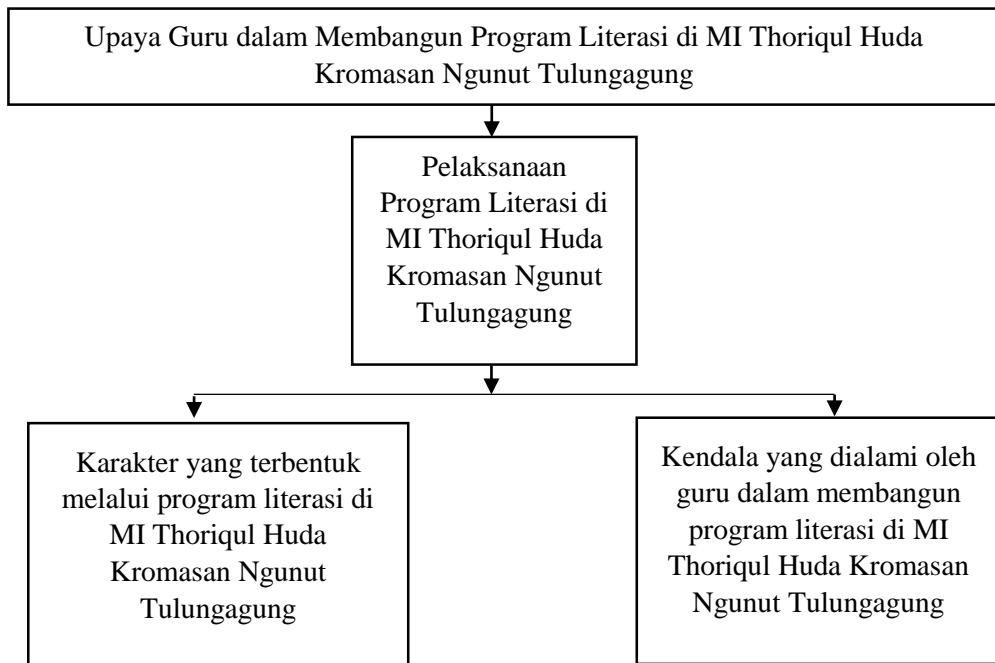 Upaya Guru dalam Membangun Program Literasi di MI Thoriqul Huda
Kromasan Ngunut Tulungagung
Pelaksanaan
Program Literasi di
MI Thoriqul Huda
Kromasan Ngunut
Tulungagung
Karakter yang terbentuk
melalui program literasi di
MI Thoriqul Huda
Kromasan Ngunut
Tulungagung
Kendala yang dialami oleh
guru dalam membangun
program literasi di MI
Thoriqul Huda Kromasan
Ngunut Tulungagung